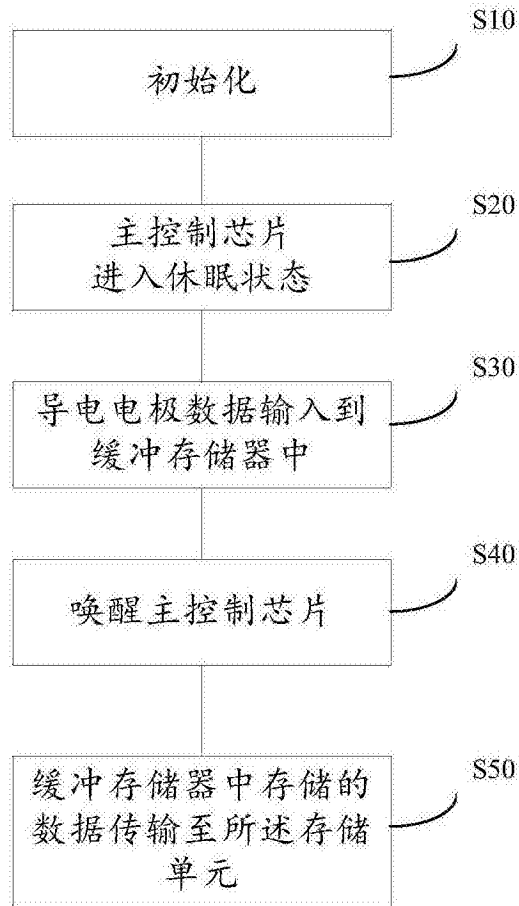 初始化
S10
主控制芯片
进入休眠状态
S20
导电电极数据输入到
缓冲存储器中
S30
唤醒主控制芯片
S40
缓冲存储器中存储的
数据传输至所述存储
单元
S50